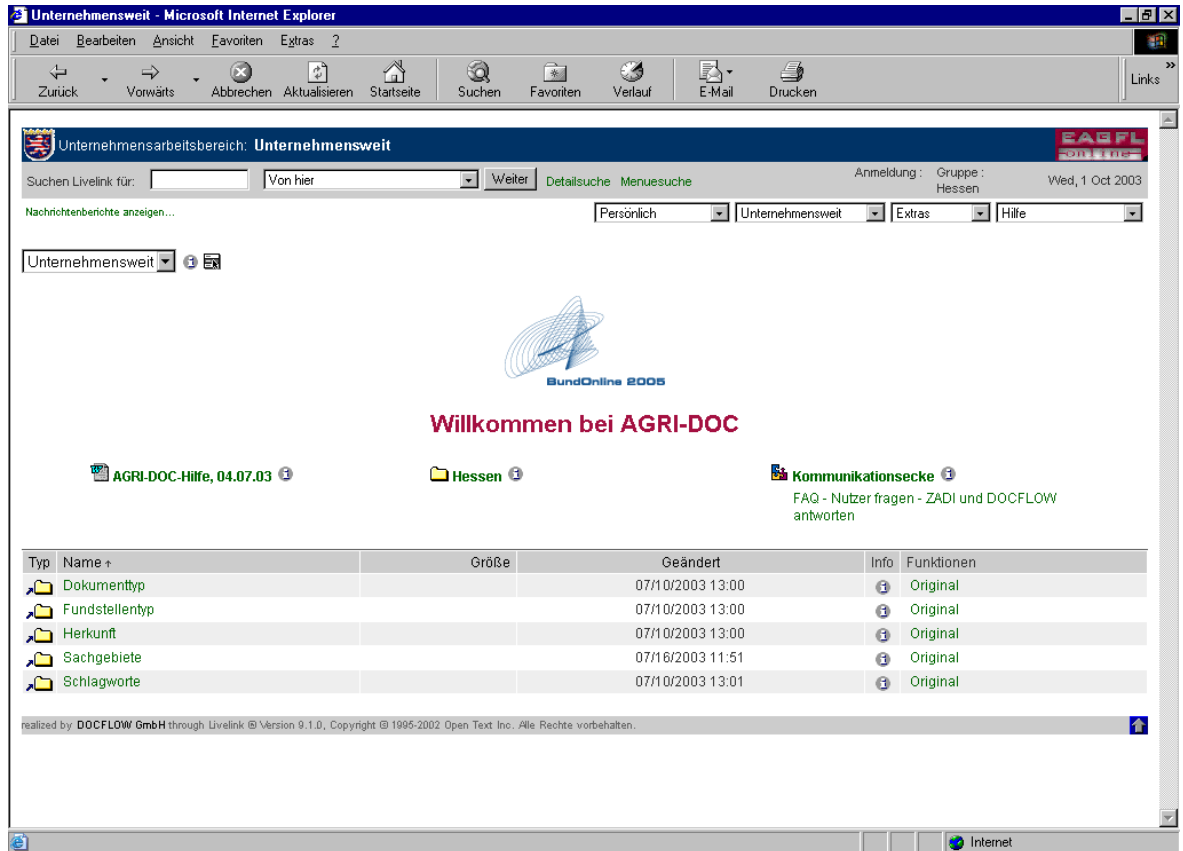 Unternehmensweit - Microsoft Internet Explorer
Datei Bearbeiten Ansicht Favoriten Extras ?
Zurück Vorwärts Abbrechen Aktualisieren Startseite Suchen Favoriten Verlauf E-Mail Drucken Links »
Unternehmensarbeitsbereich: Unternehmensweit EAGFL
online
Suchen Livelink für: Von hier Weiter Detailsuche Menuesuche Anmeldung : Gruppe : Wed, 1 Oct 2003
Hessen
Nachrichtenberichte anzeigen... Persönlich Unternehmensweit Extras Hilfe
Unternehmensweit
BundOnline 2005
Willkommen bei AGRI-DOC
AGRI-DOC-Hilfe, 04.07.03 Hessen Kommunikationsecke
FAQ - Nutzer fragen - ZADI und DOCFLOW
antworten
Typ Name Größe Geändert Info Funktionen
Dokumenttyp 07/10/2003 13:00 Original
Fundstellentyp 07/10/2003 13:00 Original
Herkunft 07/10/2003 13:00 Original
Sachgebiete 07/16/2003 11:51 Original
Schlagworte 07/10/2003 13:01 Original
realized by DOCFLOW GmbH through Livelink ® Version 9.1.0, Copyright © 1995-2002 Open Text Inc. Alle Rechte vorbehalten.
Internet